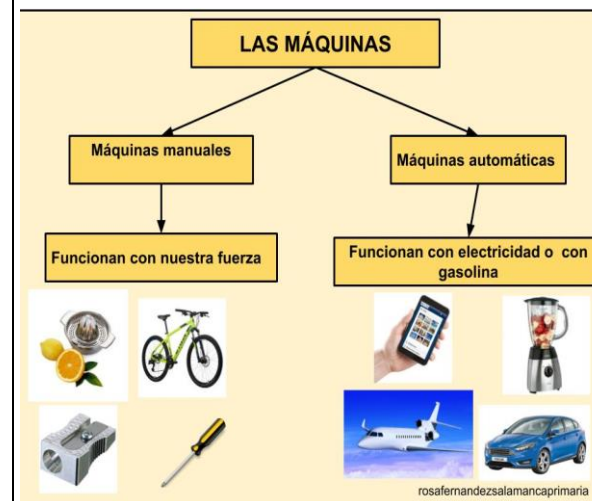 LAS MÁQUINAS
Máquinas manuales
Máquinas automáticas
Funcionan con nuestra fuerza
Funcionan con electricidad o con
gasolina
rosafernandezsalamancaprimaria